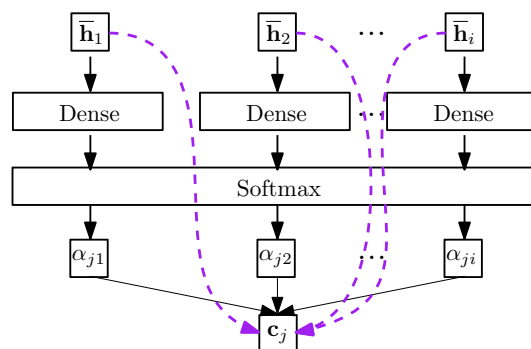 h̅₁ h̅₂ ⋯ h̅ᵢ
Dense Dense ⋯ Dense
Softmax
αⱼ₁ αⱼ₂ ⋯ αⱼᵢ
cⱼ